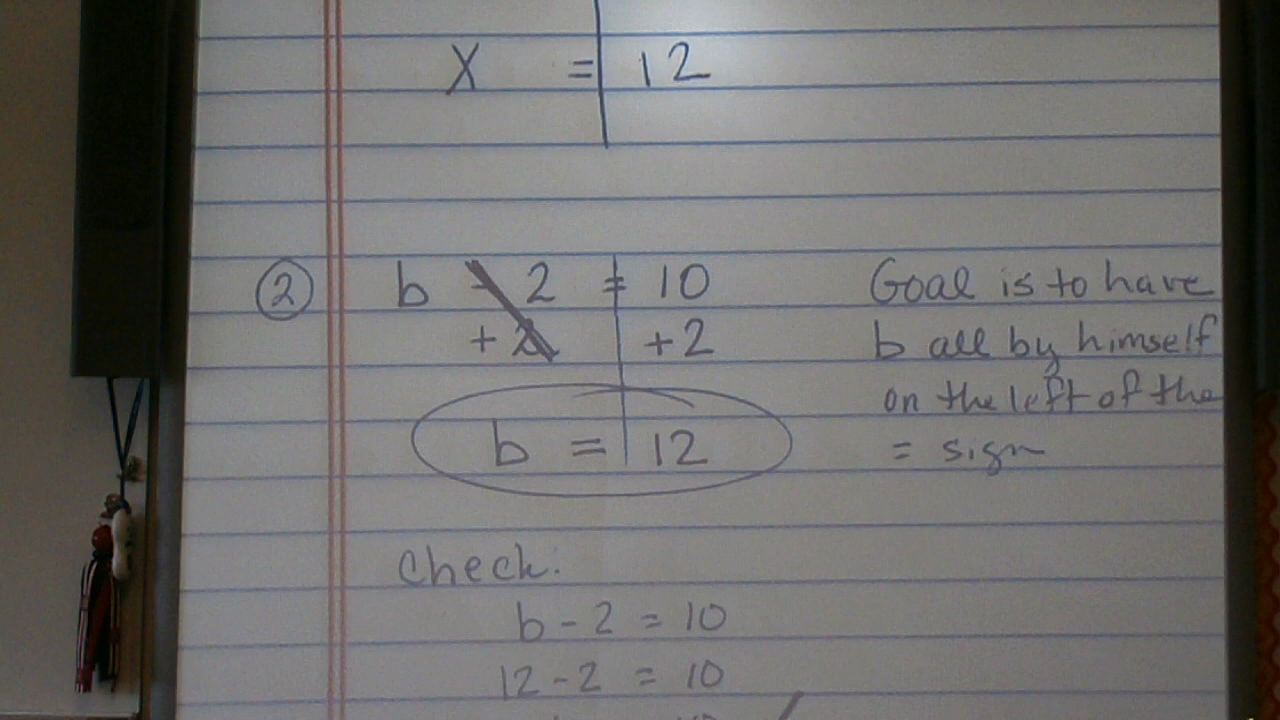 X = 12
② b - 2 = 10
+ 2 + 2
b = 12
Goal is to have
b all by himself
on the left of the
= sign
Check:
b - 2 = 10
12 - 2 = 10